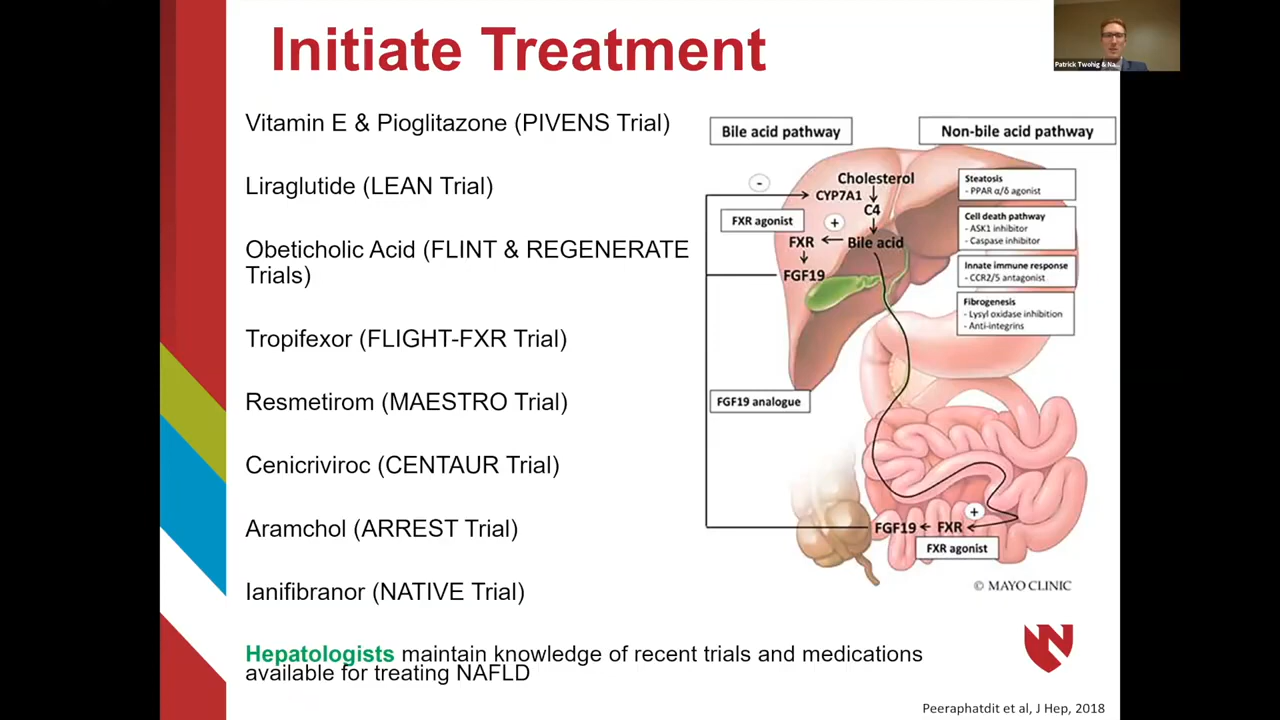 Initiate Treatment
Patrick Twohig & Na...
Vitamin E & Pioglitazone (PIVENS Trial)
Liraglutide (LEAN Trial)
Obeticholic Acid (FLINT & REGENERATE
Trials)
Tropifexor (FLIGHT-FXR Trial)
Resmetirom (MAESTRO Trial)
Cenicriviroc (CENTAUR Trial)
Aramchol (ARREST Trial)
Ianifibranor (NATIVE Trial)
Hepatologists maintain knowledge of recent trials and medications
available for treating NAFLD
Bile acid pathway
Non-bile acid pathway
-
Cholesterol
CYP7A1
C4
FXR agonist
+
FXR
Bile acid
FGF19
Steatosis
- PPAR α/δ agonist
Cell death pathway
- ASK1 inhibitor
- Caspase inhibitor
Innate immune response
- CCR2/5 antagonist
Fibrogenesis
- Lysyl oxidase inhibition
- Anti-integrins
FGF19 analogue
+
FGF19
FXR
FXR agonist
© MAYO CLINIC
N
Peeraphatdit et al, J Hep, 2018